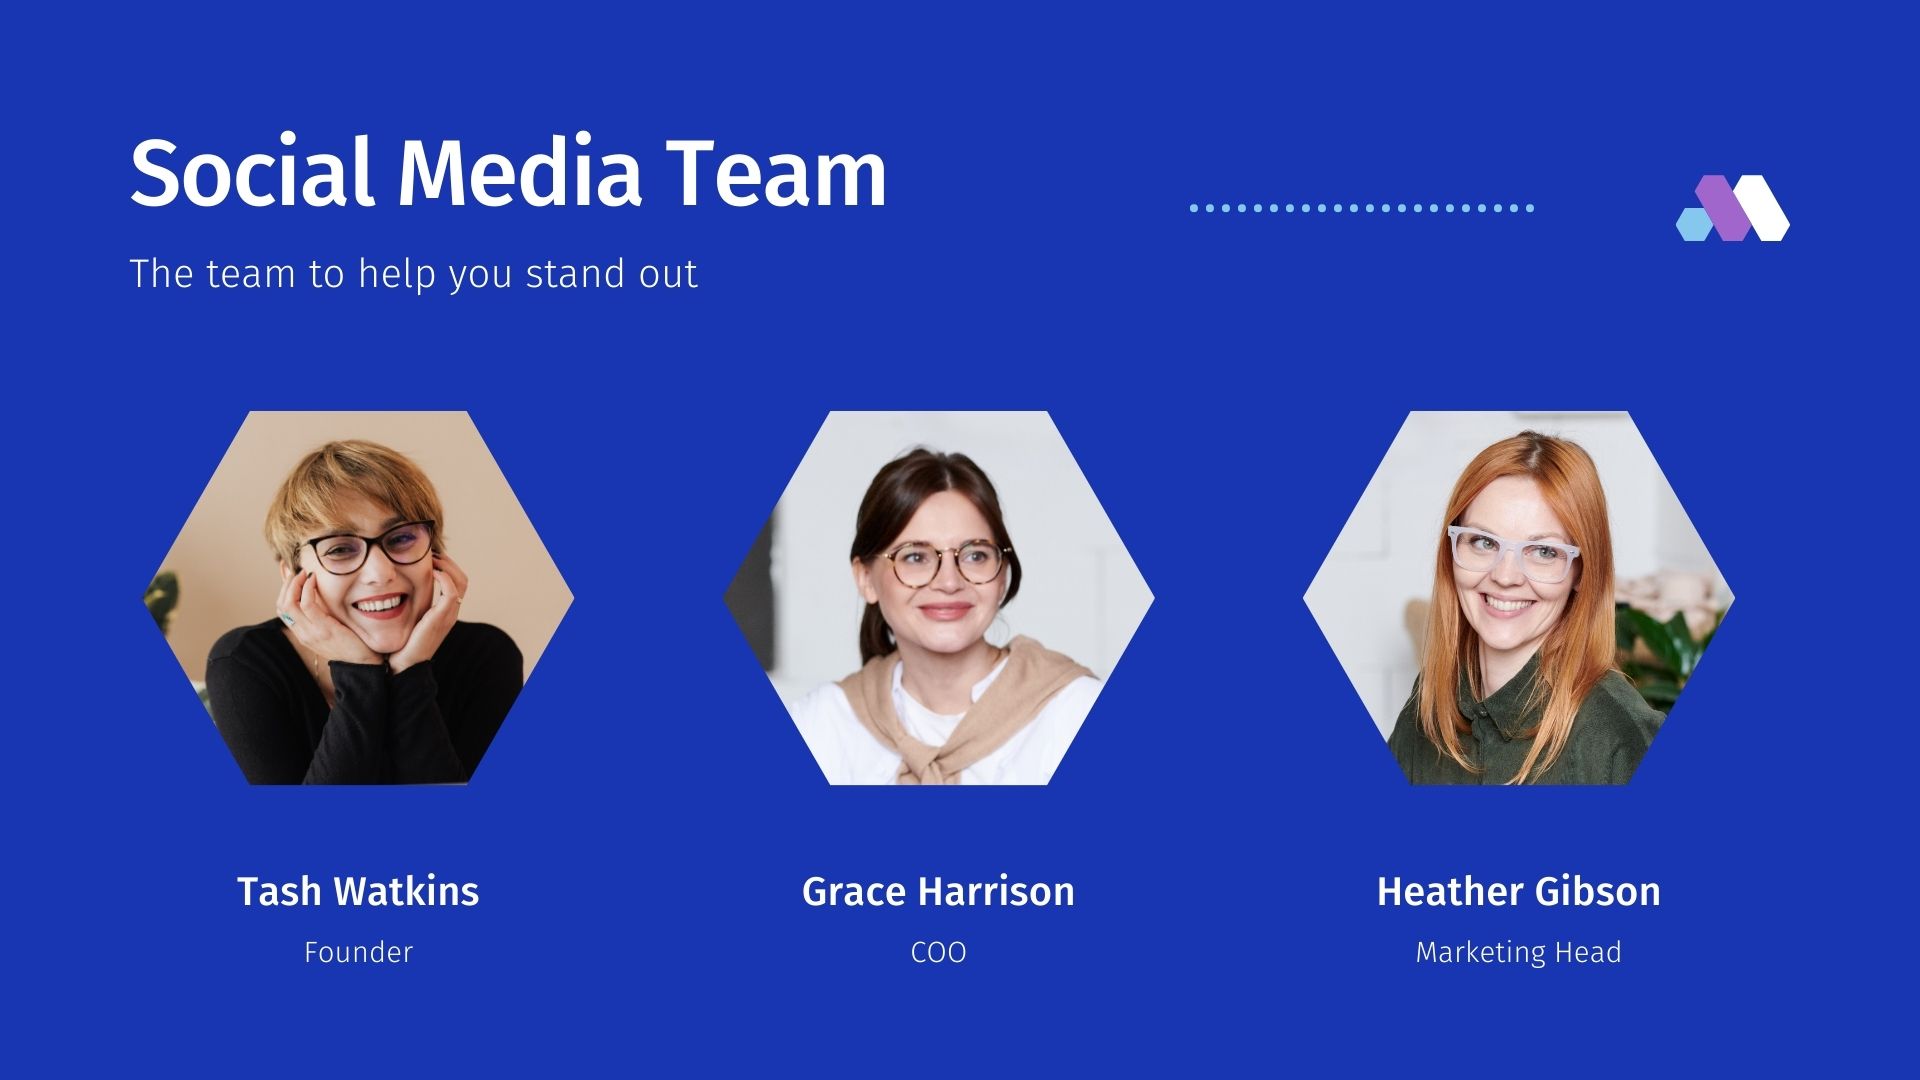 Social Media Team
The team to help you stand out
Tash Watkins
Grace Harrison
Heather Gibson
Founder
COO
Marketing Head